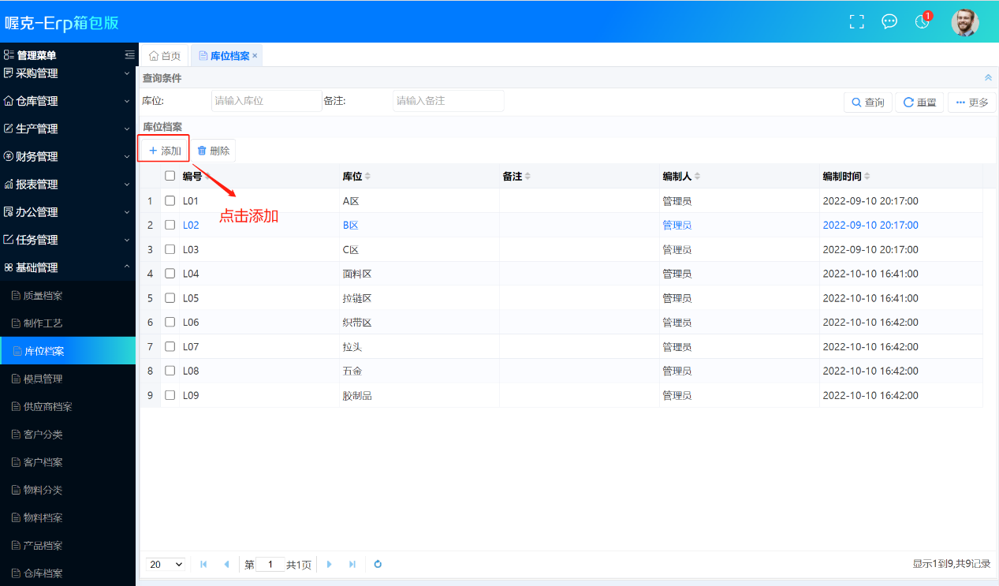 喔克-Erp箱包版
1
管理菜单
首页
库位档案 ×
采购管理
仓库管理
生产管理
财务管理
报表管理
办公管理
任务管理
基础管理
质量档案
制作工艺
库位档案
模具管理
供应商档案
客户分类
客户档案
物料分类
物料档案
产品档案
仓库档案
查询条件
库位: 请输入库位 备注: 请输入备注 查询 重置 更多
库位档案
添加 删除
点击添加
编号 库位 备注 编制人 编制时间
1 L01 A区 管理员 2022-09-10 20:17:00
2 L02 B区 管理员 2022-09-10 20:17:00
3 L03 C区 管理员 2022-09-10 20:17:00
4 L04 面料区 管理员 2022-10-10 16:41:00
5 L05 拉链区 管理员 2022-10-10 16:41:00
6 L06 织带区 管理员 2022-10-10 16:42:00
7 L07 拉头 管理员 2022-10-10 16:42:00
8 L08 五金 管理员 2022-10-10 16:42:00
9 L09 胶制品 管理员 2022-10-10 16:42:00
20 第 1 共1页 显示1到9,共9记录